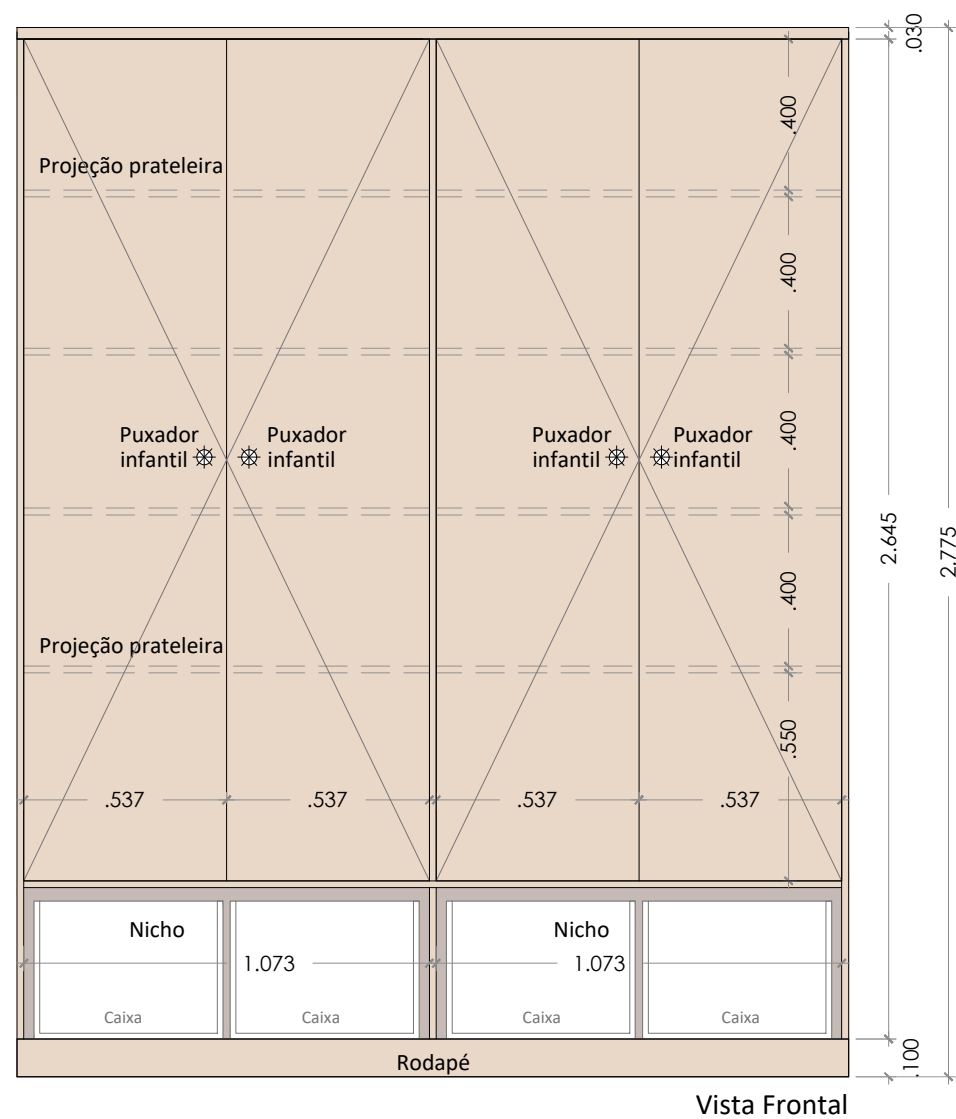 .030
.400
Projeção prateleira
.400
Puxador
infantil
Puxador
infantil
Puxador
infantil
Puxador
infantil
.400
2.645
2.775
.400
Projeção prateleira
.550
.537
.537
.537
.537
Nicho
Nicho
1.073
1.073
Caixa
Caixa
Caixa
Caixa
Rodapé
.100
Vista Frontal